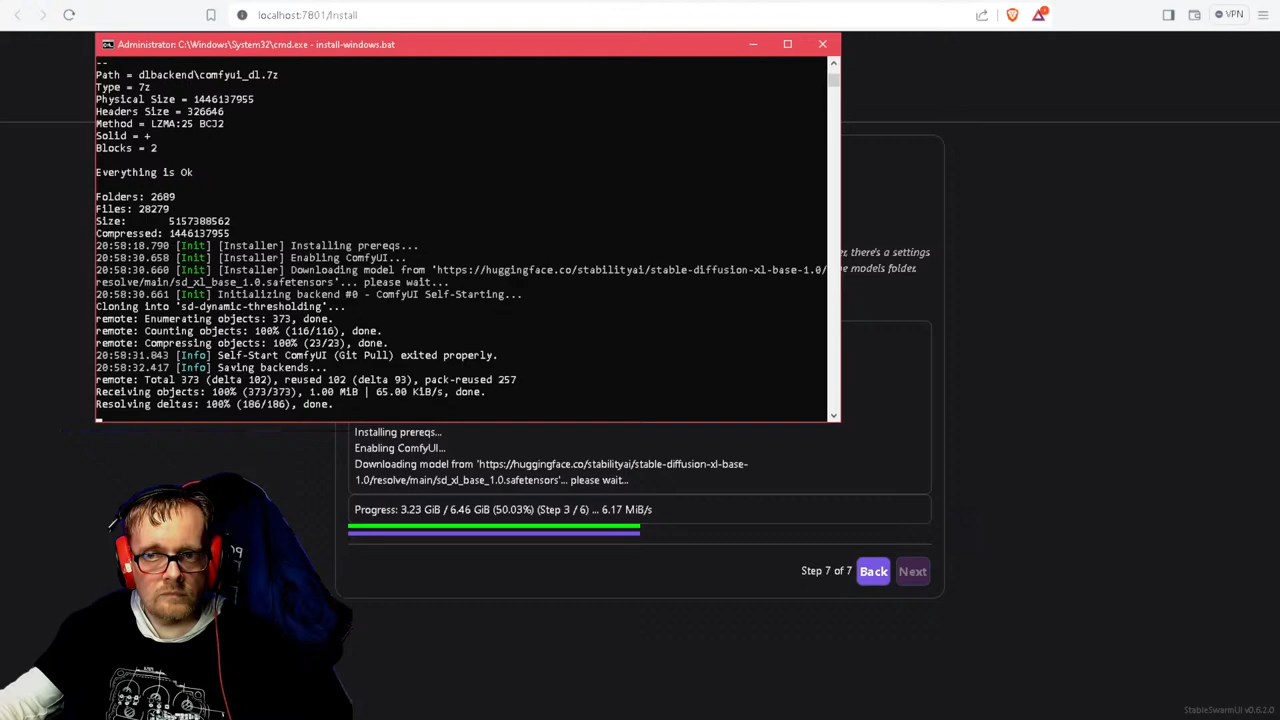 localhost:7801/Install
VPN
Administrator: C:\Windows\System32\cmd.exe - install-windows.bat
--
Path = dlbackend\comfyui_dl.7z
Type = 7z
Physical Size = 1446137955
Headers Size = 326646
Method = LZMA:25 BCJ2
Solid = +
Blocks = 2
Everything is Ok
Folders: 2689
Files: 28279
Size:       5157388562
Compressed: 1446137955
20:58:18.790 [Init] [Installer] Installing prereqs...
20:58:30.658 [Init] [Installer] Enabling ComfyUI...
20:58:30.660 [Init] [Installer] Downloading model from 'https://huggingface.co/stabilityai/stable-diffusion-xl-base-1.0/
resolve/main/sd_xl_base_1.0.safetensors'... please wait...
20:58:30.661 [Init] Initializing backend #0 - ComfyUI Self-Starting...
Cloning into 'sd-dynamic-thresholding'...
remote: Enumerating objects: 373, done.
remote: Counting objects: 100% (116/116), done.
remote: Compressing objects: 100% (23/23), done.
20:58:31.843 [Info] Self-Start ComfyUI (Git Pull) exited properly.
20:58:32.417 [Info] Saving backends...
remote: Total 373 (delta 102), reused 102 (delta 93), pack-reused 257
Receiving objects: 100% (373/373), 1.00 MiB | 65.00 KiB/s, done.
Resolving deltas: 100% (186/186), done.
there's a settings
models folder.
Installing prereqs...
Enabling ComfyUI...
Downloading model from 'https://huggingface.co/stabilityai/stable-diffusion-xl-base-
1.0/resolve/main/sd_xl_base_1.0.safetensors'... please wait...
Progress: 3.23 GiB / 6.46 GiB (50.03%) (Step 3 / 6) ... 6.17 MiB/s
Step 7 of 7 Back Next
StableSwarmUI v0.6.2.0